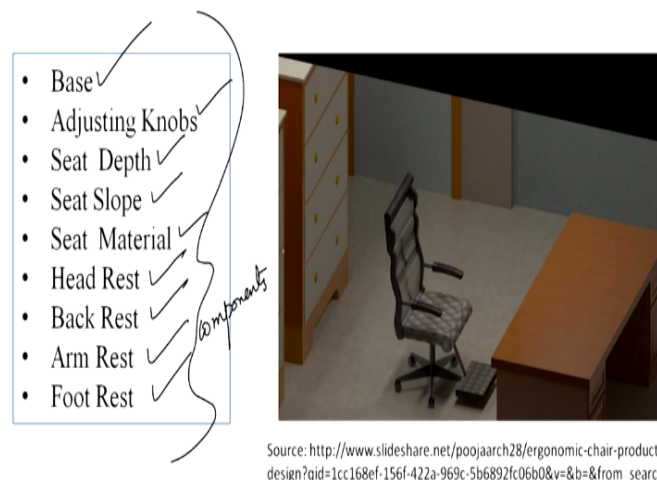 • Base
• Adjusting Knobs
• Seat Depth
• Seat Slope
• Seat Material
• Head Rest
• Back Rest
• Arm Rest
• Foot Rest
components
Source: http://www.slideshare.net/poojaarch28/ergonomic-chair-product
design?qid=1cc168ef-156f-422a-969c-5b6892fc06b0&v=&b=&from_searc